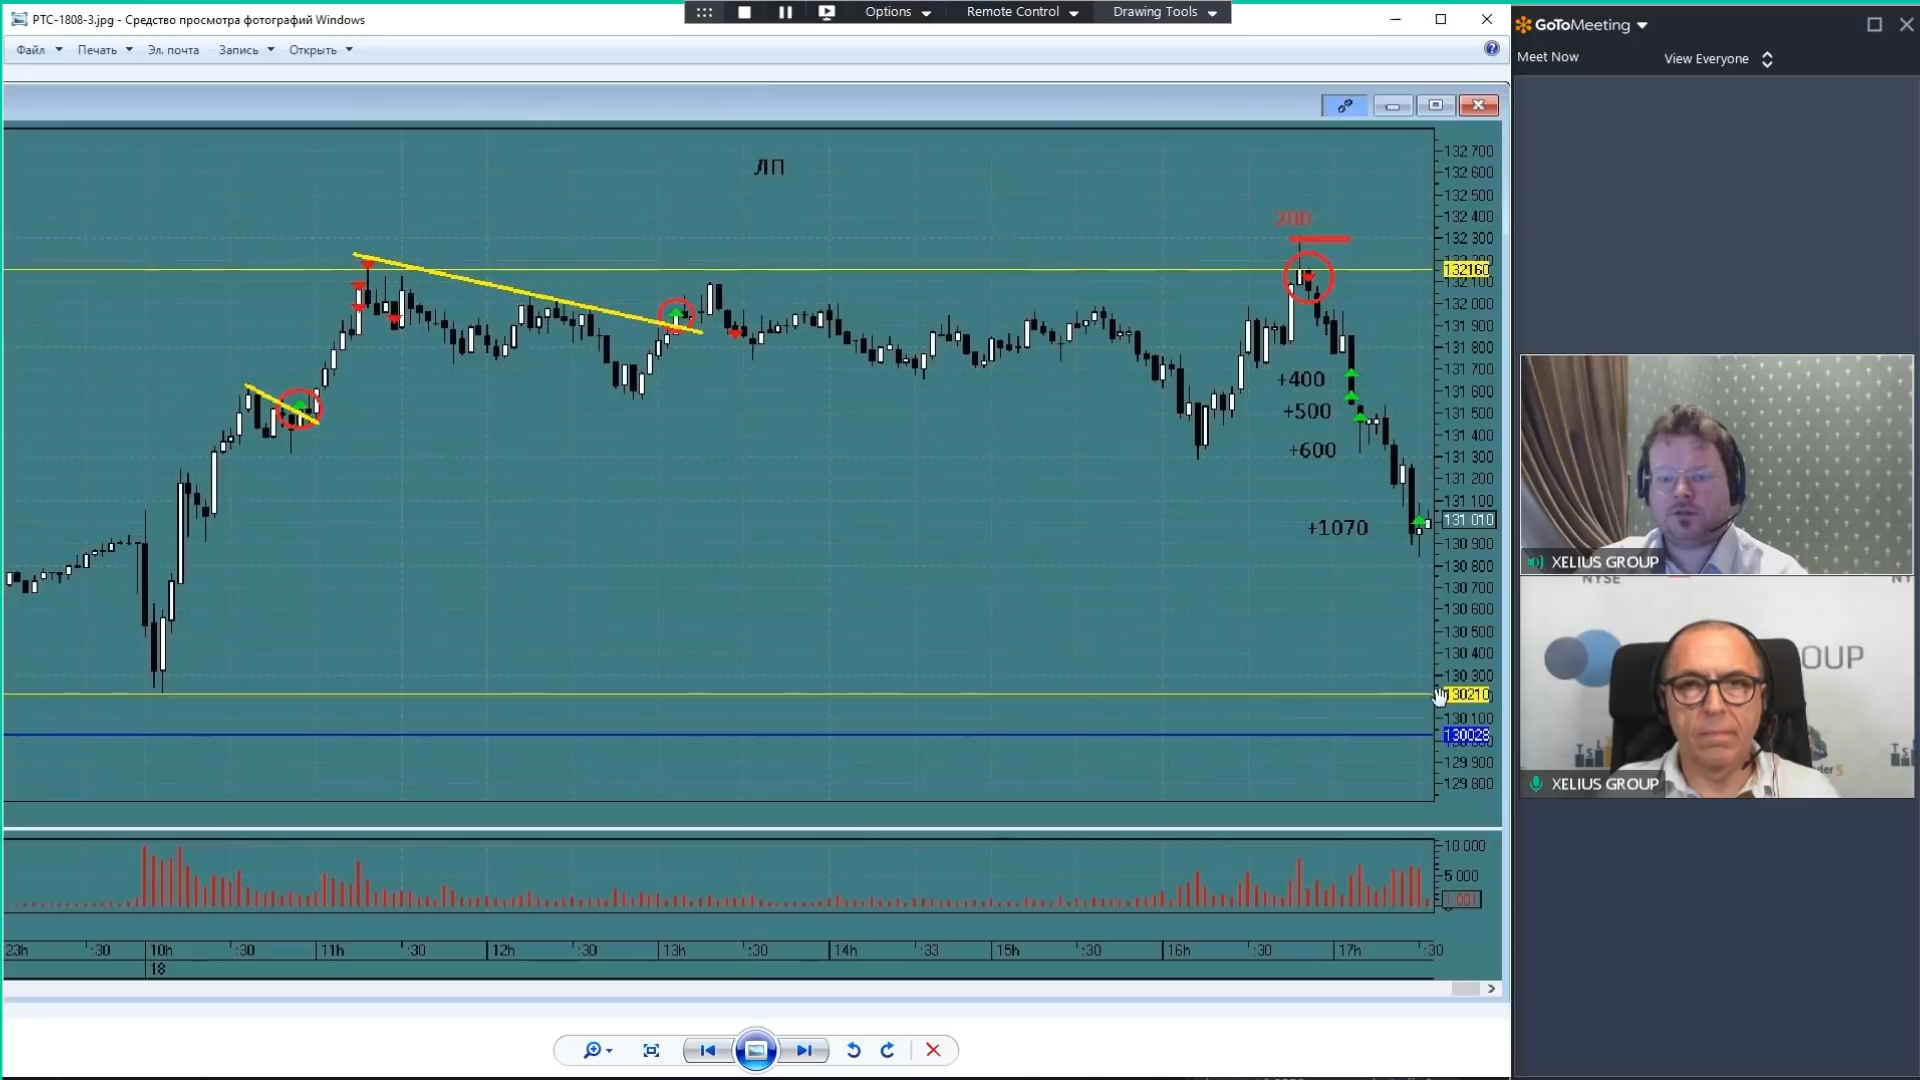 РТС-1808-3.jpg - Средство просмотра фотографий Windows
Options
Remote Control
Drawing Tools
GoToMeeting
Файл
Печать
Эл. почта
Запись
Открыть
Meet Now
View Everyone
ЛП
132 700
132 600
132 500
200
132 400
132 300
132160
132 100
132 000
131 900
131 800
131 700
+400
131 600
+500
131 500
131 400
+600
131 300
131 200
131 100
+1070
131 010
130 900
130 800
130 700
130 600
130 500
130 400
130 300
130210
130 100
130028
129 900
129 800
XELIUS GROUP
NYSE
OUP
XELIUS GROUP
10 000
5 000
1 001
23h :30 10h :30 11h :30 12h :30 13h :30 14h :33 15h :30 16h :30 17h :30
18